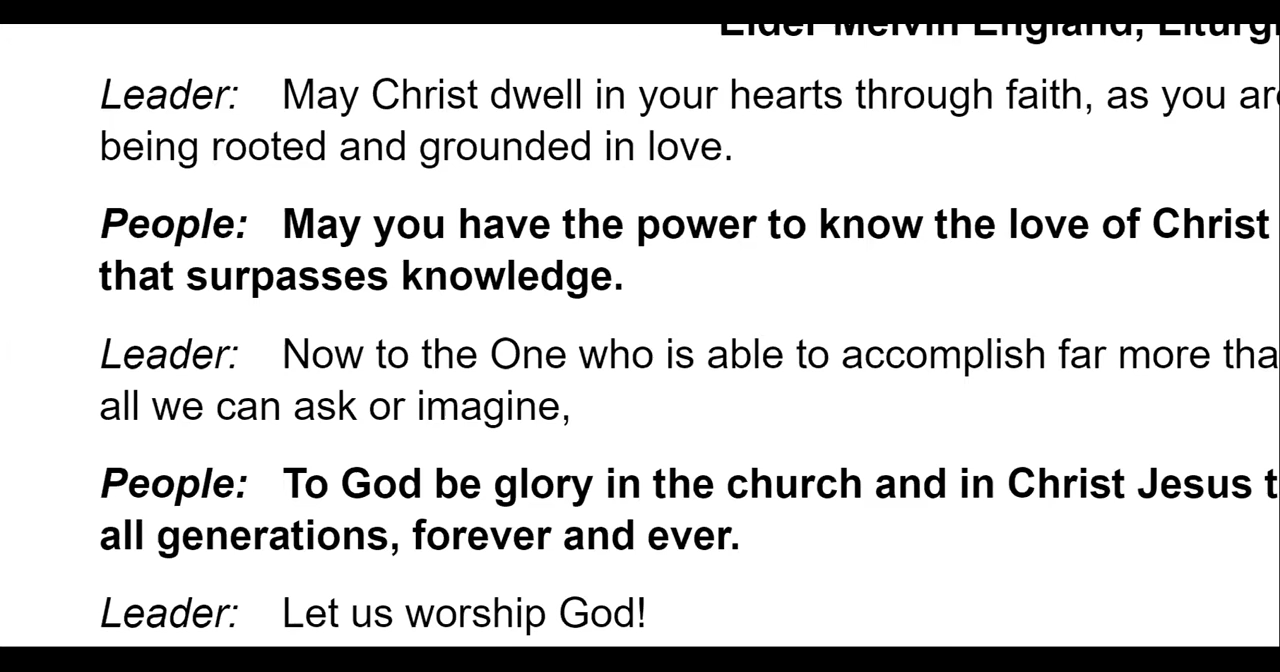 Elder Melvin England,
Leader: May Christ dwell in your hearts through faith, as you
being rooted and grounded in love.
People: May you have the power to know the love of Christ
that surpasses knowledge.
Leader: Now to the One who is able to accomplish far more
all we can ask or imagine,
People: To God be glory in the church and in Christ Jesus
all generations, forever and ever.
Leader: Let us worship God!